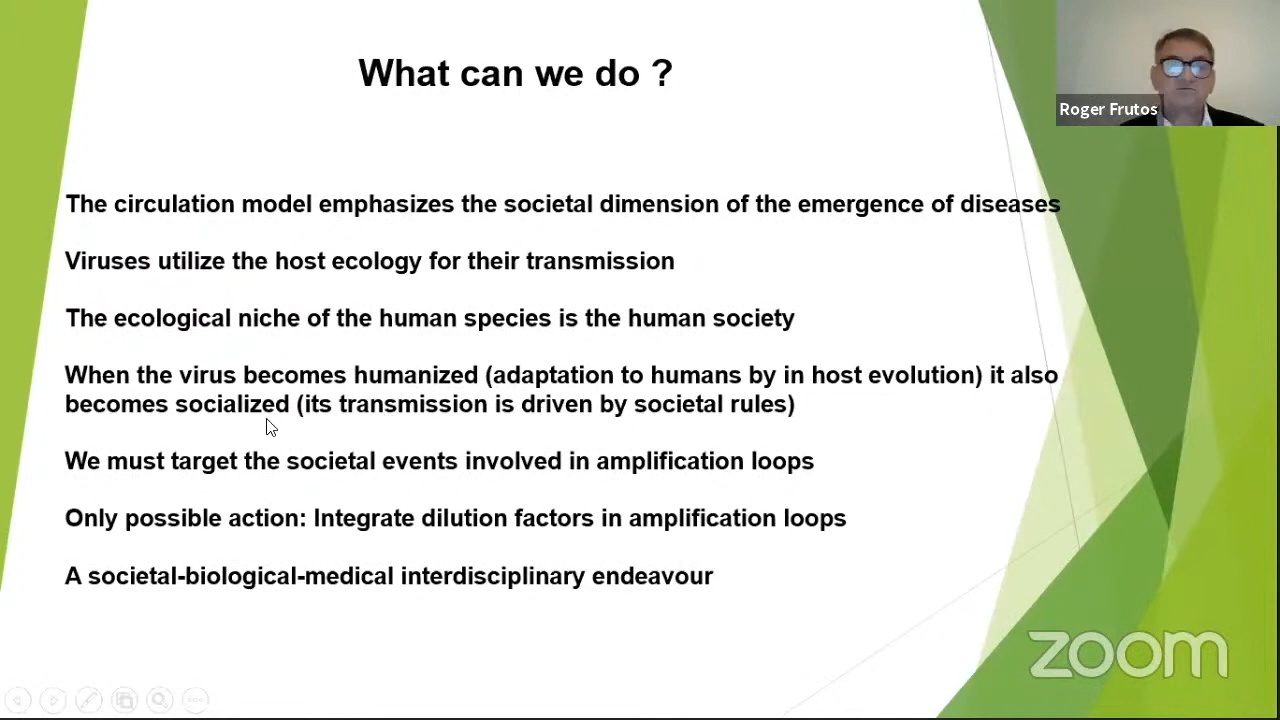 What can we do ?
Roger Frutos
The circulation model emphasizes the societal dimension of the emergence of diseases
Viruses utilize the host ecology for their transmission
The ecological niche of the human species is the human society
When the virus becomes humanized (adaptation to humans by in host evolution) it also
becomes socialized (its transmission is driven by societal rules)
We must target the societal events involved in amplification loops
Only possible action: Integrate dilution factors in amplification loops
A societal-biological-medical interdisciplinary endeavour
zoom